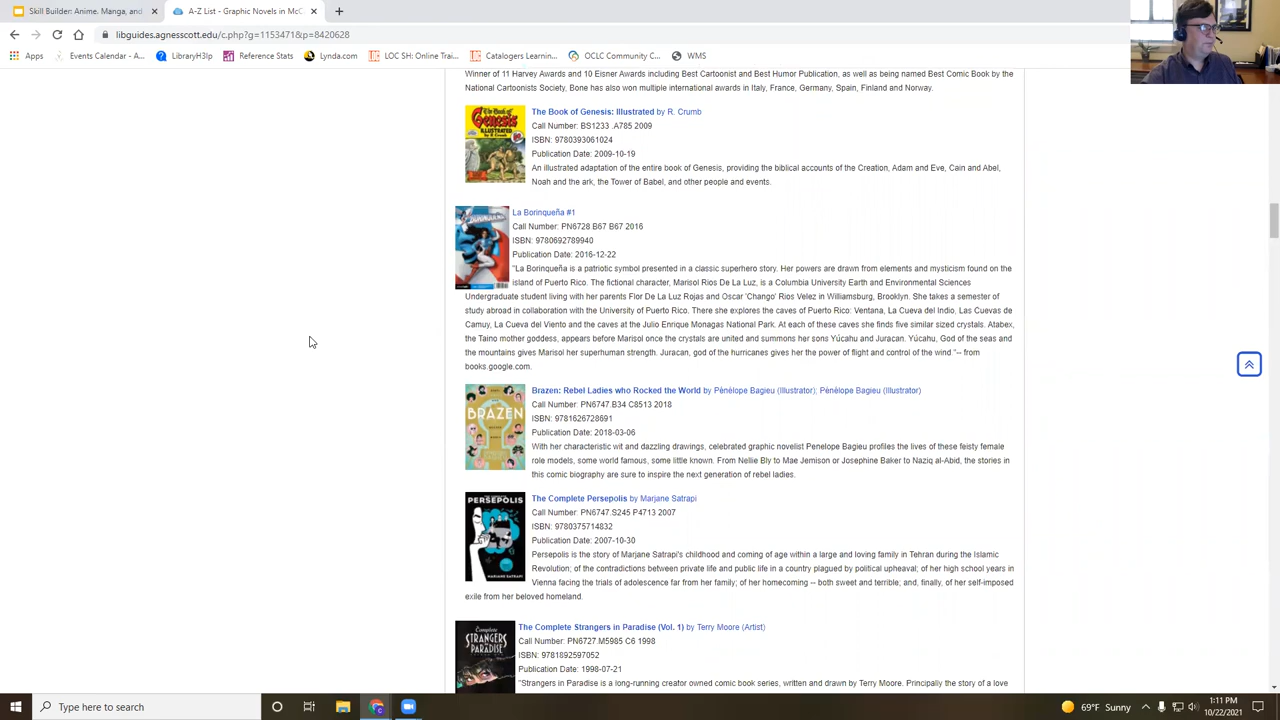 Skill Builder: Anime, Manga, and
A-Z List - Graphic Novels in McC
libguides.agnesscott.edu/c.php?g=1153471&p=8420628
Apps
Events Calendar - A...
LibraryH3lp
Reference Stats
Lynda.com
LOC SH: Online Trai...
Catalogers Learnin...
OCLC Community C...
WMS
Winner of 11 Harvey Awards and 10 Eisner Awards including Best Cartoonist and Best Humor Publication, as well as being named Best Comic Book by the
National Cartoonists Society, Bone has also won multiple international awards in Italy, France, Germany, Spain, Finland and Norway.
The Book of Genesis: Illustrated by R. Crumb
Call Number: BS1233 .A785 2009
ISBN: 9780393061024
Publication Date: 2009-10-19
An illustrated adaptation of the entire book of Genesis, providing the biblical accounts of the Creation, Adam and Eve, Cain and Abel,
Noah and the ark, the Tower of Babel, and other people and events.
La Borinqueña #1
Call Number: PN6728 B67 B67 2016
ISBN: 9780692789940
Publication Date: 2016-12-22
"La Borinqueña is a patriotic symbol presented in a classic superhero story. Her powers are drawn from elements and mysticism found on the
island of Puerto Rico. The fictional character, Marisol Rios De La Luz, is a Columbia University Earth and Environmental Sciences
Undergraduate student living with her parents Flor De La Luz Rojas and Oscar 'Chango' Rios Velez in Williamsburg, Brooklyn. She takes a semester of
study abroad in collaboration with the University of Puerto Rico. There she explores the caves of Puerto Rico: Ventana, La Cueva del Indio, Las Cuevas de
Camuy, La Cueva del Viento and the caves at the Julio Enrique Monagas National Park. At each of these caves she finds five similar sized crystals. Atabex,
the Taino mother goddess, appears before Marisol once the crystals are united and summons her sons Yúcahu and Juracan. Yúcahu, God of the seas and
the mountains gives Marisol her superhuman strength. Juracan, god of the hurricanes gives her the power of flight and control of the wind "-- from
books.google.com.
BRAZEN
Brazen: Rebel Ladies who Rocked the World by Pénélope Bagieu (Illustrator); Pénélope Bagieu (Illustrator)
Call Number: PN6747.B34 C8513 2018
ISBN: 9781626728691
Publication Date: 2018-03-06
With her characteristic wit and dazzling drawings, celebrated graphic novelist Penelope Bagieu profiles the lives of these feisty female
role models, some world famous, some little known. From Nellie Bly to Mae Jemison or Josephine Baker to Naziq al-Abid, the stories in
this comic biography are sure to inspire the next generation of rebel ladies.
PERSEPOLIS
MARJANE SATRAPI
The Complete Persepolis by Marjane Satrapi
Call Number: PN6747.S245 P4713 2007
ISBN: 9780375714832
Publication Date: 2007-10-30
Persepolis is the story of Marjane Satrapi's childhood and coming of age within a large and loving family in Tehran during the Islamic
Revolution; of the contradictions between private life and public life in a country plagued by political upheaval; of her high school years in
Vienna facing the trials of adolescence far from her family; of her homecoming -- both sweet and terrible; and, finally, of her self-imposed
exile from her beloved homeland.
Complete
STRANGERS
IN PARADISE
The Complete Strangers in Paradise (Vol. 1) by Terry Moore (Artist)
Call Number: PN6727.M5985 C6 1998
ISBN: 9781892597052
Publication Date: 1998-07-21
"Strangers in Paradise is a long-running creator owned comic book series, written and drawn by Terry Moore. Principally the story of a love
Type here to search
69°F Sunny
1:11 PM
10/22/2021